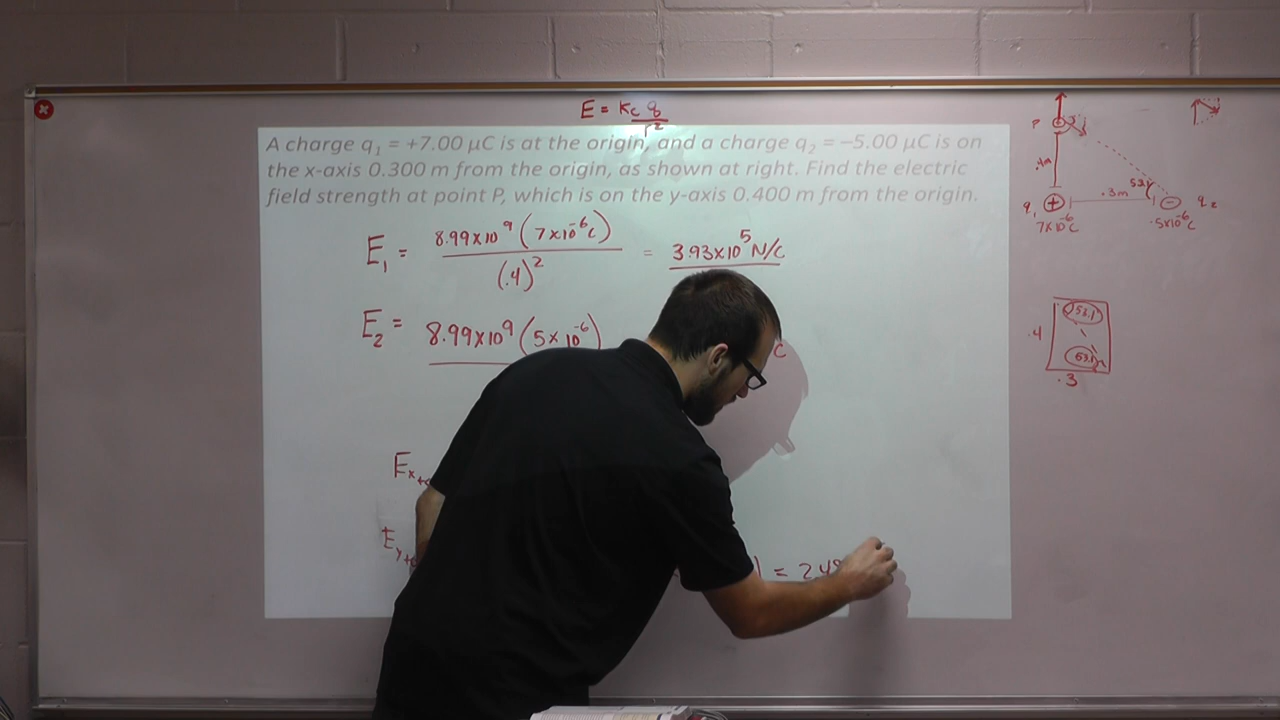 E = Kc q
r²
A charge q₁ = +7.00 µC is at the origin, and a charge q₂ = –5.00 µC is on
the x-axis 0.300 m from the origin, as shown at right. Find the electric
field strength at point P, which is on the y-axis 0.400 m from the origin.
E₁ = 8.99x10⁹ (7x10⁻⁶C) = 3.93x10⁵ N/C
(.4)²
E₂ = 8.99x10⁹ (5x10⁻⁶) C
Ex
Ey
= 248
P
.4m
.3m
q₁ + - q₂
7x10⁻⁶C 5x10⁻⁶C
53.1
.4
53.1
.3